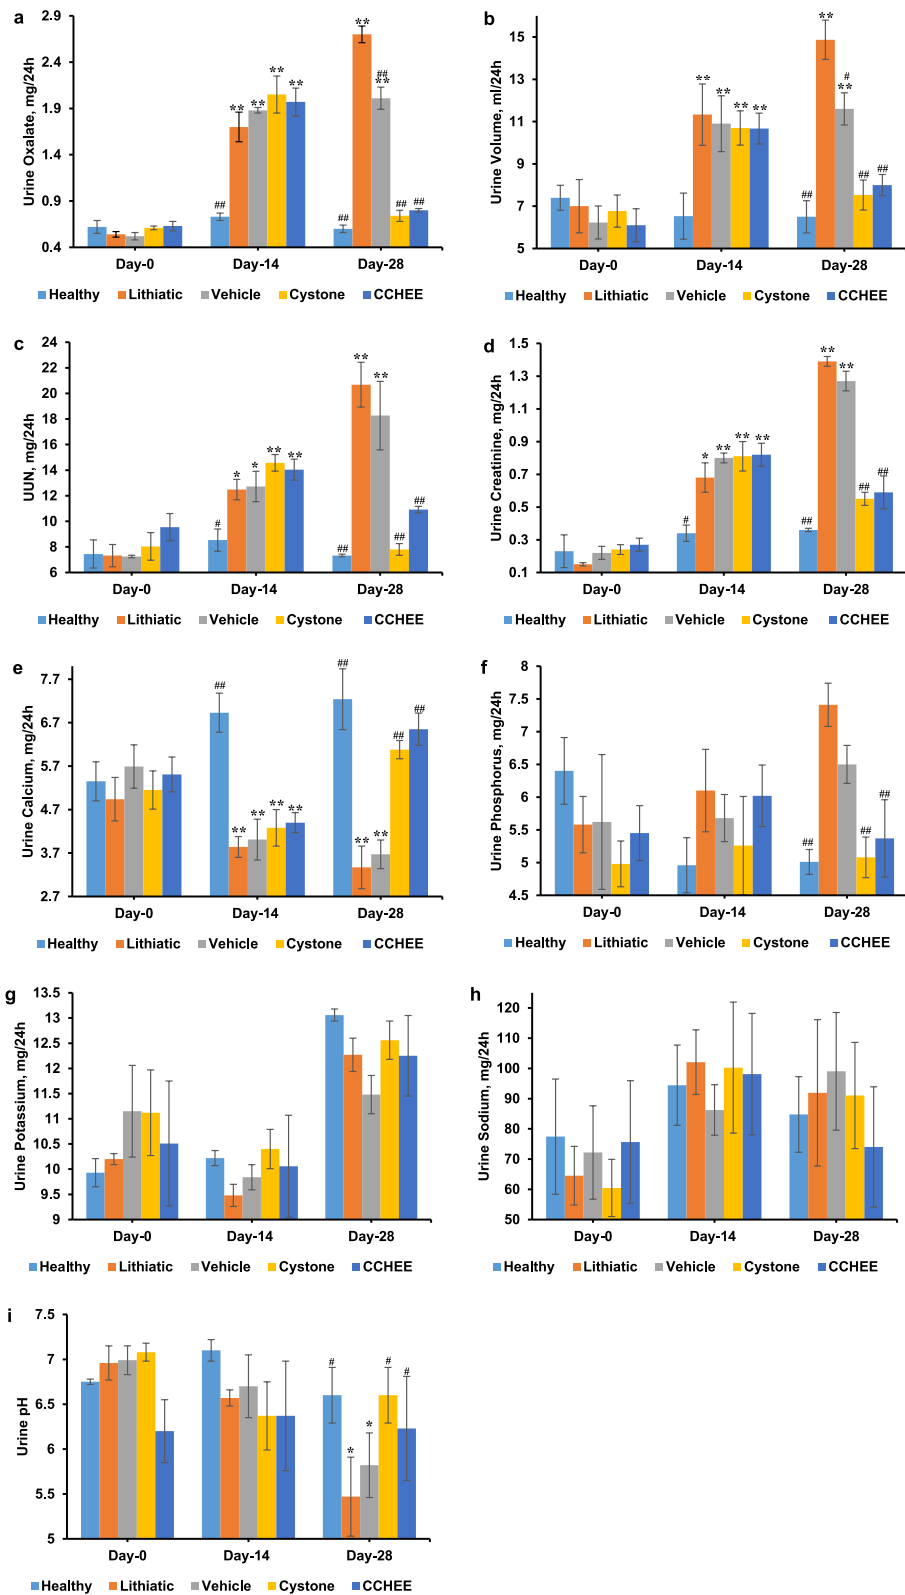 a
Urine Oxalate, mg/24h
2.9
2.4
1.9
1.4
0.9
0.4
** ** ** ** ** ## **
## ## ## ##
Day-0 Day-14 Day-28
Healthy Lithiatic Vehicle Cystone CCHEE
b
Urine Volume, ml/24h
15
13
11
9
7
5
** ** ** ** ** # **
## ## ##
Day-0 Day-14 Day-28
Healthy Lithiatic Vehicle Cystone CCHEE
c
UUN, mg/24h
24
22
20
18
16
14
12
10
8
6
# * * ** ** ** **
## ## ##
Day-0 Day-14 Day-28
Healthy Lithiatic Vehicle Cystone CCHEE
d
Urine Creatinine, mg/24h
1.5
1.3
1.1
0.9
0.7
0.5
0.3
0.1
# * ** ** ** ** **
## ## ##
Day-0 Day-14 Day-28
Healthy Lithiatic Vehicle Cystone CCHEE
e
Urine Calcium, mg/24h
7.7
6.7
5.7
4.7
3.7
2.7
## ** ** ** **
## ** ** ## ##
Day-0 Day-14 Day-28
Healthy Lithiatic Vehicle Cystone CCHEE
f
Urine Phosphorus, mg/24h
8
7.5
7
6.5
6
5.5
5
4.5
## ## ##
Day-0 Day-14 Day-28
Healthy Lithiatic Vehicle Cystone CCHEE
g
Urine Potassium, mg/24h
13.5
13
12.5
12
11.5
11
10.5
10
9.5
9
Day-0 Day-14 Day-28
Healthy Lithiatic Vehicle Cystone CCHEE
h
Urine Sodium, mg/24h
120
110
100
90
80
70
60
50
Day-0 Day-14 Day-28
Healthy Lithiatic Vehicle Cystone CCHEE
i
Urine pH
7.5
7
6.5
6
5.5
5
# * * # #
Day-0 Day-14 Day-28
Healthy Lithiatic Vehicle Cystone CCHEE